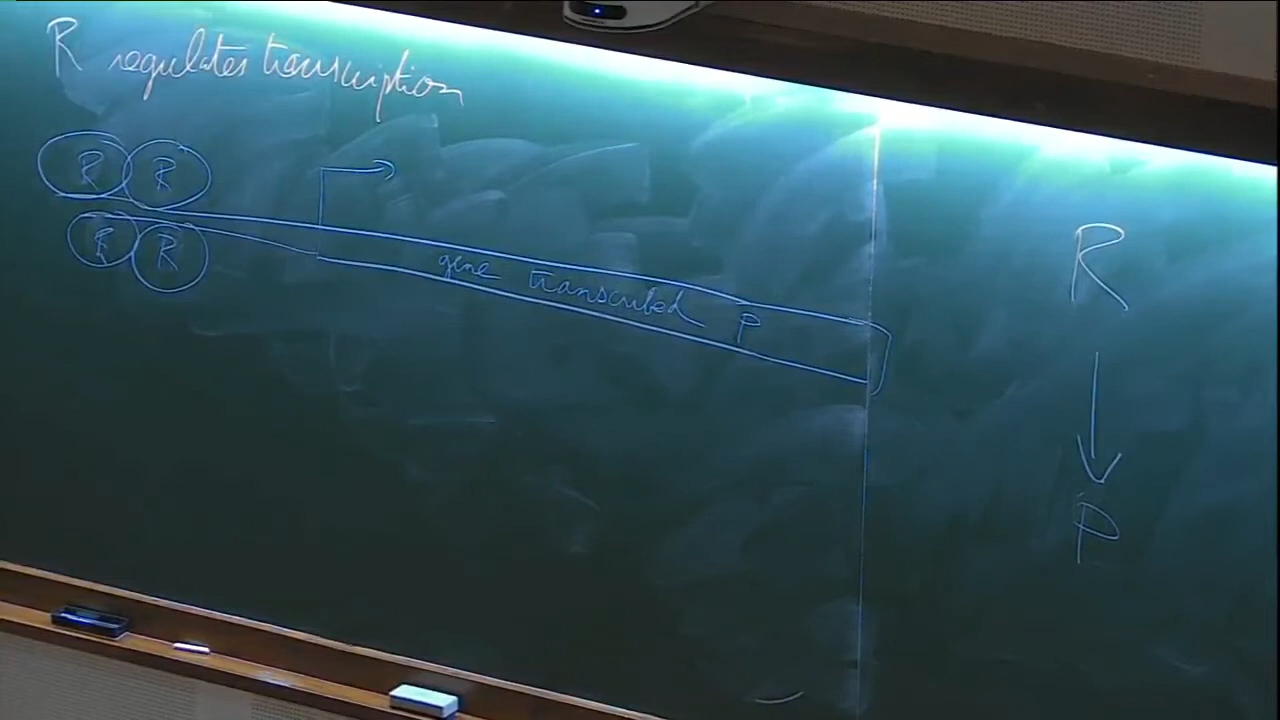 R regulates transcription
R R
R R
gene transcribed P
R
P